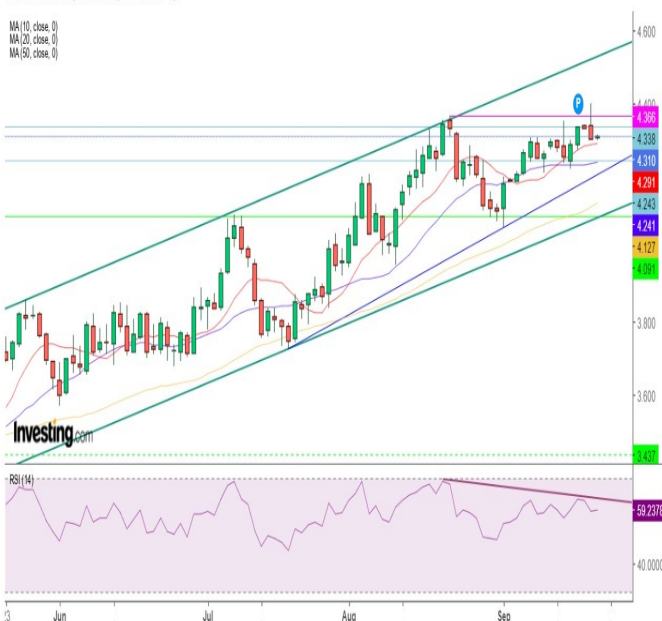 MA (10, close, 0)
MA (20, close, 0)
MA (50, close, 0)
4.600
4.400
P
4.366
4.338
4.310
4.291
4.243
4.241
4.127
4.091
3.800
3.600
Investing.com
3.437
RSI (14)
59.2378
40.0000
Jun
Jul
Aug
Sep